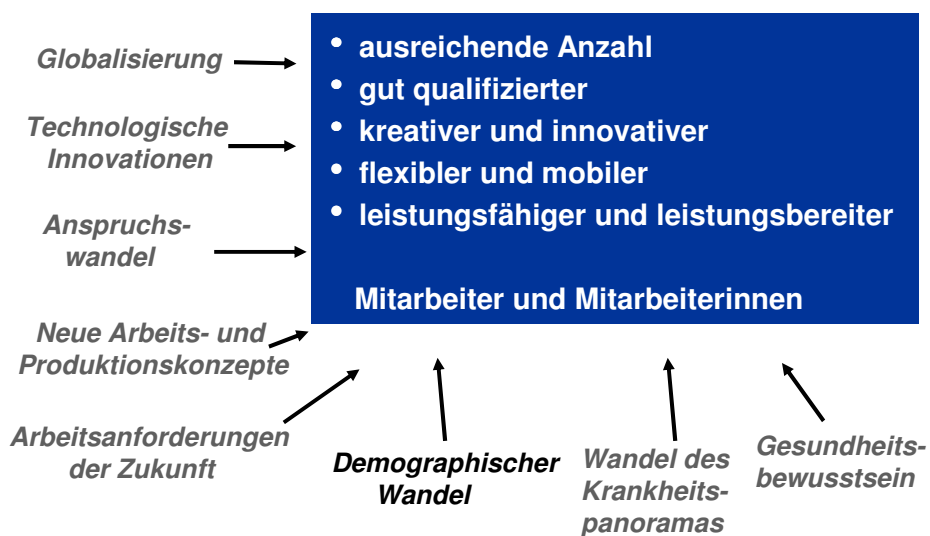 Globalisierung
Technologische
Innovationen
Anspruchs-
wandel
Neue Arbeits- und
Produktionskonzepte
Arbeitsanforderungen
der Zukunft
• ausreichende Anzahl
• gut qualifizierter
• kreativer und innovativer
• flexibler und mobiler
• leistungsfähiger und leistungsbereiter
Mitarbeiter und Mitarbeiterinnen
Demographischer
Wandel
Wandel des
Krankheits-
panoramas
Gesundheits-
bewusstsein